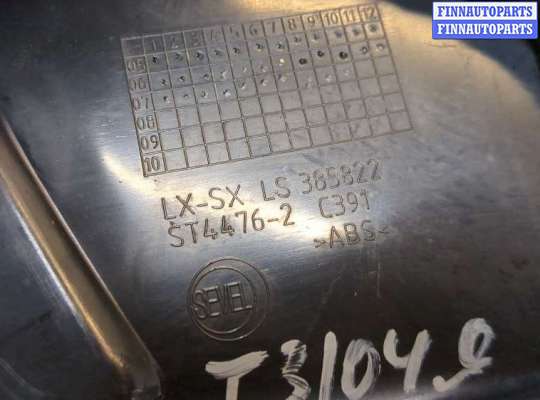 FINNAUTOPARTS
FINNAUTOPARTS
1 2 3 4 5 6 7 8 9 10 11 12
05
06
07
08
09
10
LX-SX LS 385822
ST4476-2 C391
>ABS<
SEVEL
T31049